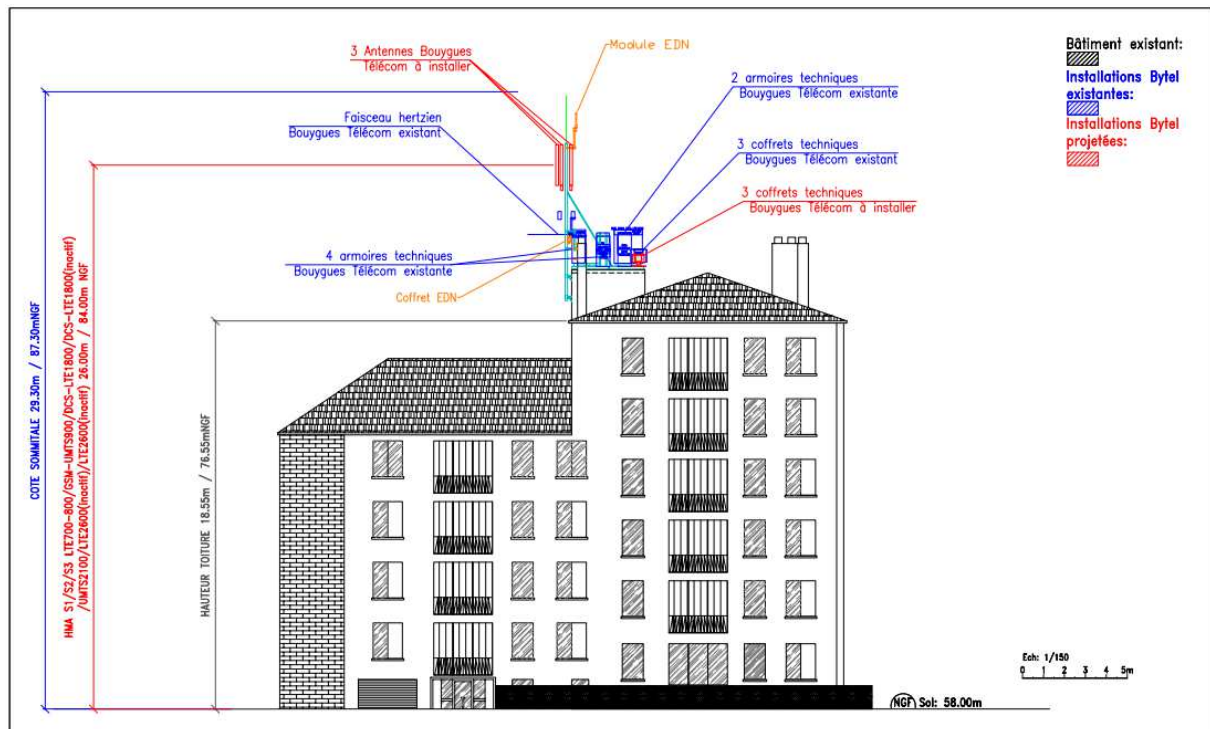 3 Antennes Bouygues
Télécom à installer
Module EDN
2 armoires techniques
Bouygues Télécom existante
Faisceau hertzien
Bouygues Télécom existant
3 coffrets techniques
Bouygues Télécom existant
3 coffrets techniques
Bouygues Télécom à installer
4 armoires techniques
Bouygues Télécom existante
Coffret EDN
Bâtiment existant:
Installations Bytel
existantes:
Installations Bytel
projetées:
COTE SOMMITALE 29.30m / 87.30mNGF
HMA S1/S2/S3 LTE700-800/GSM-UMTS900/DCS-LTE1800/DCS-LTE1800(inactif)
/UMTS2100/LTE2600(inactif)/LTE2600(inactif) 26.00m / 84.00m NGF
HAUTEUR TOITURE 18.55m / 76.55mNGF
Ech: 1/150
0 1 2 3 4 5m
NGF Sol: 58.00m